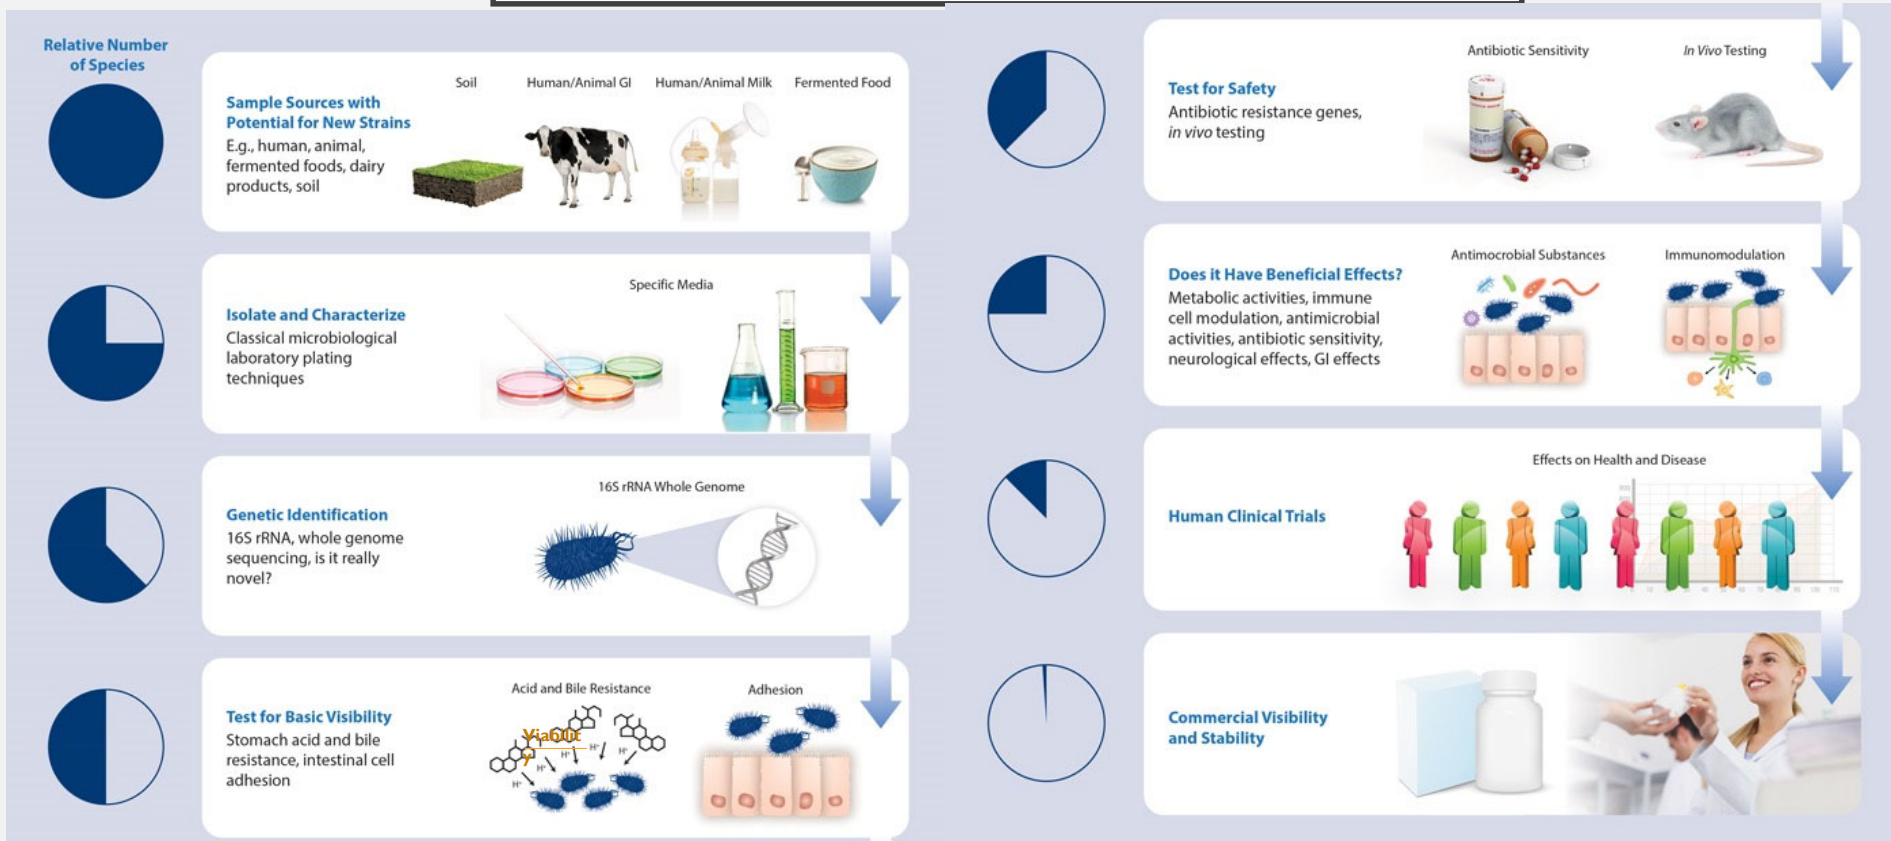 Relative Number
of Species
Sample Sources with
Potential for New Strains
E.g., human, animal,
fermented foods, dairy
products, soil
Soil
Human/Animal GI
Human/Animal Milk
Fermented Food
Isolate and Characterize
Classical microbiological
laboratory plating
techniques
Specific Media
Genetic Identification
16S rRNA, whole genome
sequencing, is it really
novel?
16S rRNA Whole Genome
Test for Basic Visibility
Stomach acid and bile
resistance, intestinal cell
adhesion
Acid and Bile Resistance
Viabilit
y
H⁺
H⁺
H⁺
H⁺
H⁺
Adhesion
Test for Safety
Antibiotic resistance genes,
in vivo testing
Antibiotic Sensitivity
In Vivo Testing
Does it Have Beneficial Effects?
Metabolic activities, immune
cell modulation, antimicrobial
activities, antibiotic sensitivity,
neurological effects, GI effects
Antimocrobial Substances
Immunomodulation
Human Clinical Trials
Effects on Health and Disease
Commercial Visibility
and Stability